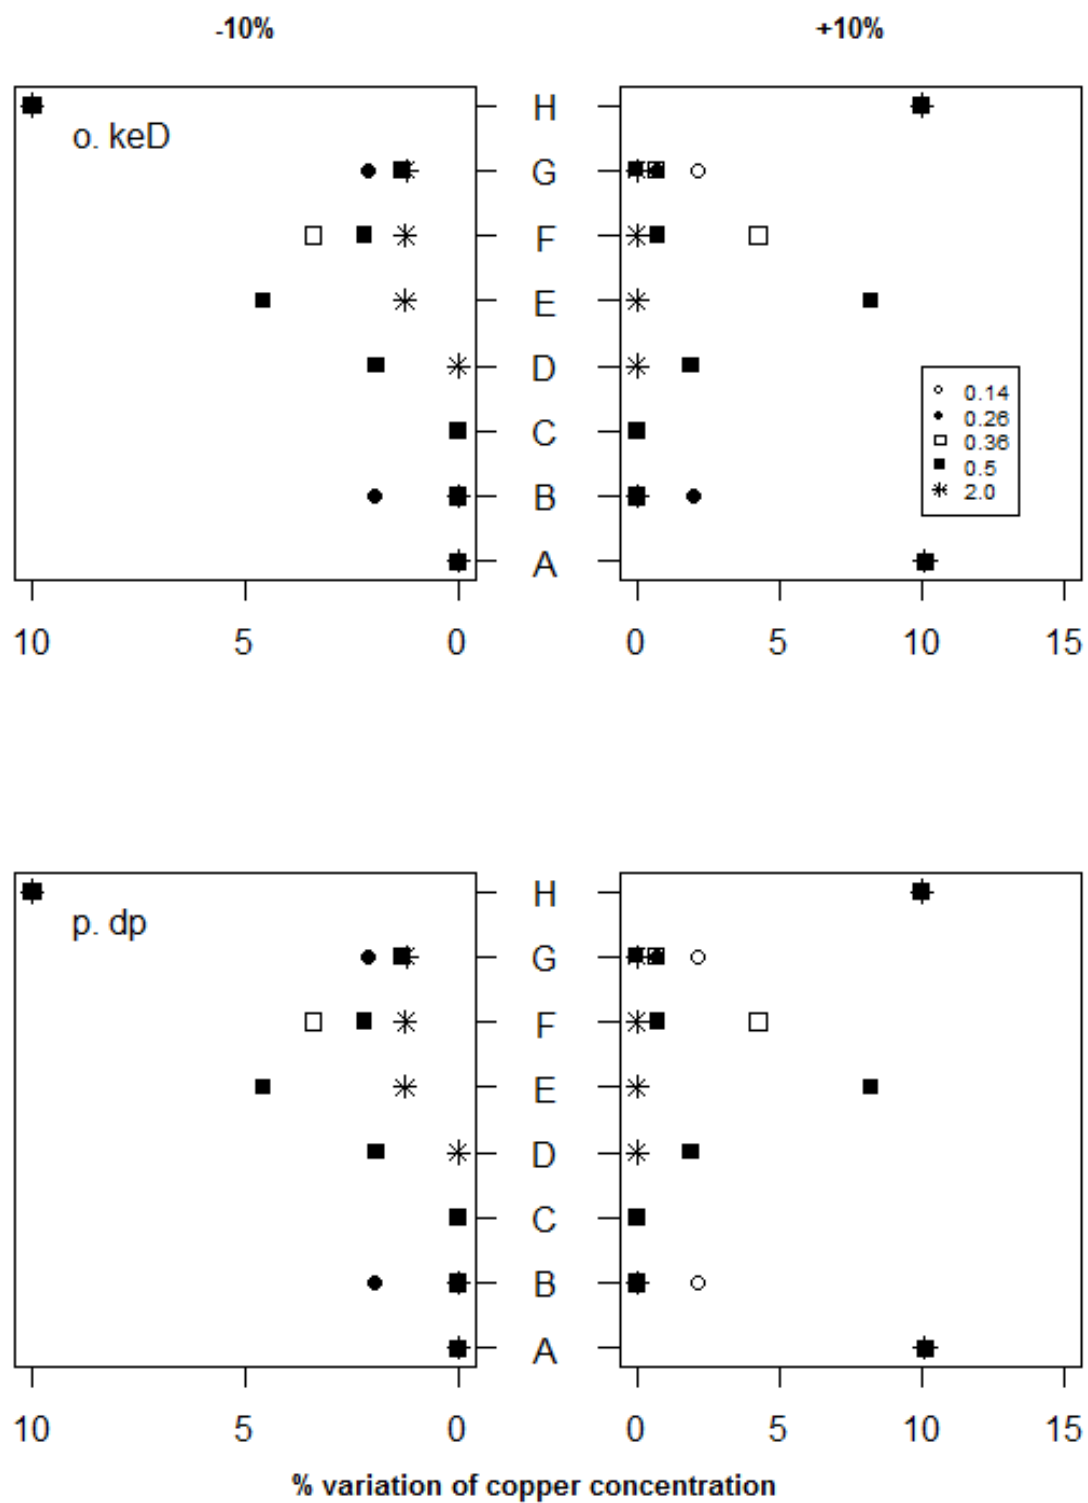 -10% +10%
o. keD
H
G
F
E
D
C
B
A
0.14
0.26
0.36
0.5
2.0
10 5 0 0 5 10 15
p. dp
H
G
F
E
D
C
B
A
10 5 0 0 5 10 15
% variation of copper concentration